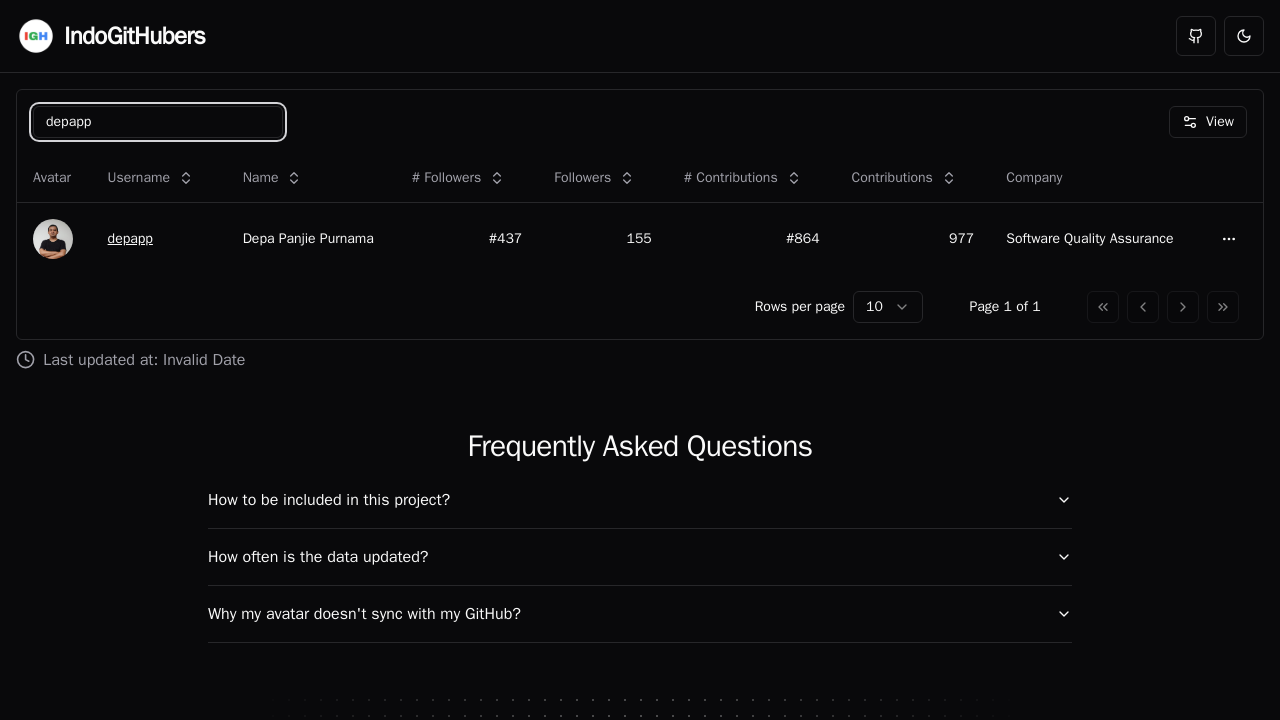 IGH IndoGitHubers
depapp
View
Avatar Username Name # Followers Followers # Contributions Contributions Company
depapp Depa Panjie Purnama #437 155 #864 977 Software Quality Assurance
Rows per page 10 Page 1 of 1
Last updated at: Invalid Date
Frequently Asked Questions
How to be included in this project?
How often is the data updated?
Why my avatar doesn't sync with my GitHub?